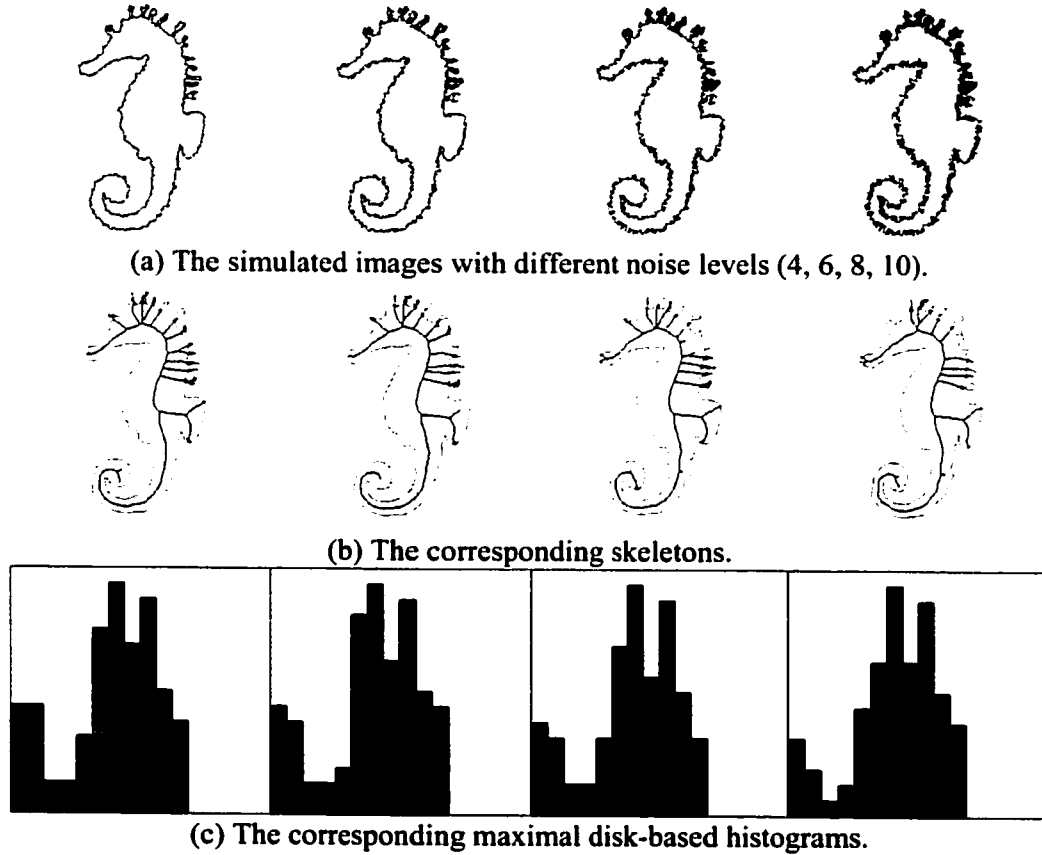 (a) The simulated images with different noise levels (4, 6, 8, 10).
(b) The corresponding skeletons.
(c) The corresponding maximal disk-based histograms.